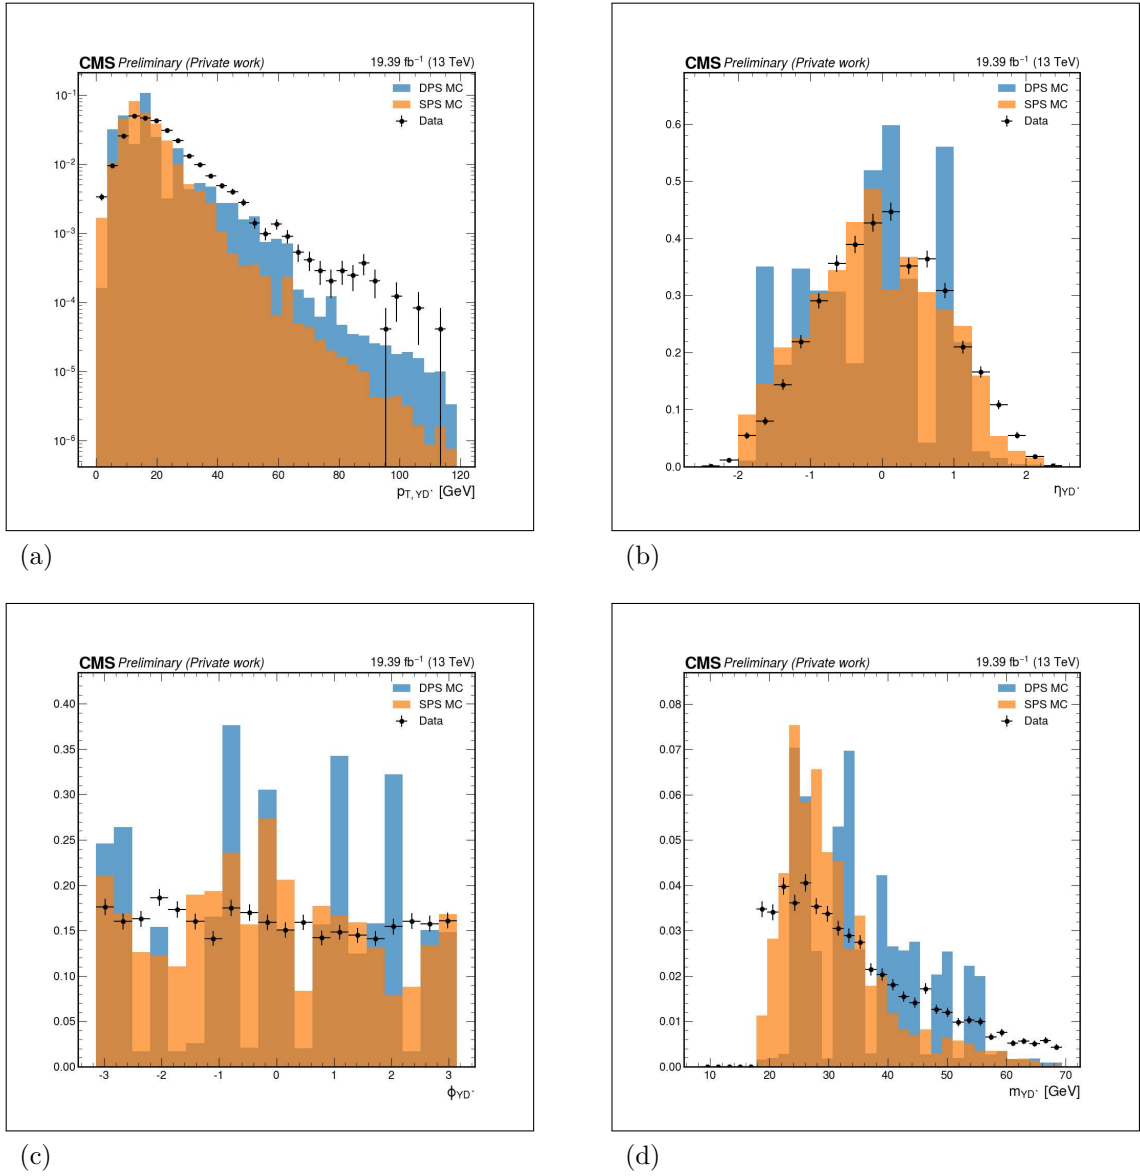 CMS Preliminary (Private work) 19.39 fb⁻¹ (13 TeV)
DPS MC
SPS MC
Data
10⁻¹
10⁻²
10⁻³
10⁻⁴
10⁻⁵
10⁻⁶
0 20 40 60 80 100 120
p_T, YD* [GeV]
(a)
CMS Preliminary (Private work) 19.39 fb⁻¹ (13 TeV)
DPS MC
SPS MC
Data
0.6
0.5
0.4
0.3
0.2
0.1
0.0
-2 -1 0 1 2
η_YD*
(b)
CMS Preliminary (Private work) 19.39 fb⁻¹ (13 TeV)
DPS MC
SPS MC
Data
0.40
0.35
0.30
0.25
0.20
0.15
0.10
0.05
0.00
-3 -2 -1 0 1 2 3
ϕ_YD*
(c)
CMS Preliminary (Private work) 19.39 fb⁻¹ (13 TeV)
DPS MC
SPS MC
Data
0.08
0.07
0.06
0.05
0.04
0.03
0.02
0.01
0.00
10 20 30 40 50 60 70
m_YD* [GeV]
(d)